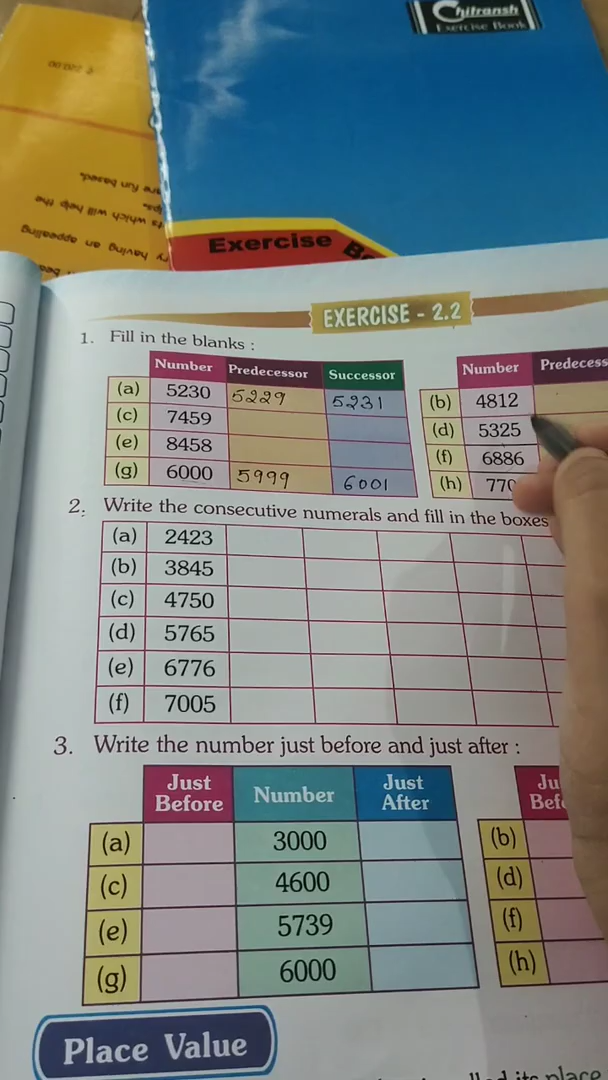 Chitransh
Exercise Book
Exercise
EXERCISE - 2.2
1. Fill in the blanks :
Number Predecessor Successor
(a) 5230 5229 5231
(c) 7459
(e) 8458
(g) 6000 5999 6001
Number Predecess
(b) 4812
(d) 5325
(f) 6886
(h) 770
2. Write the consecutive numerals and fill in the boxes
(a) 2423
(b) 3845
(c) 4750
(d) 5765
(e) 6776
(f) 7005
3. Write the number just before and just after :
Just Before Number Just After
(a) 3000
(c) 4600
(e) 5739
(g) 6000
(b)
(d)
(f)
(h)
Place Value